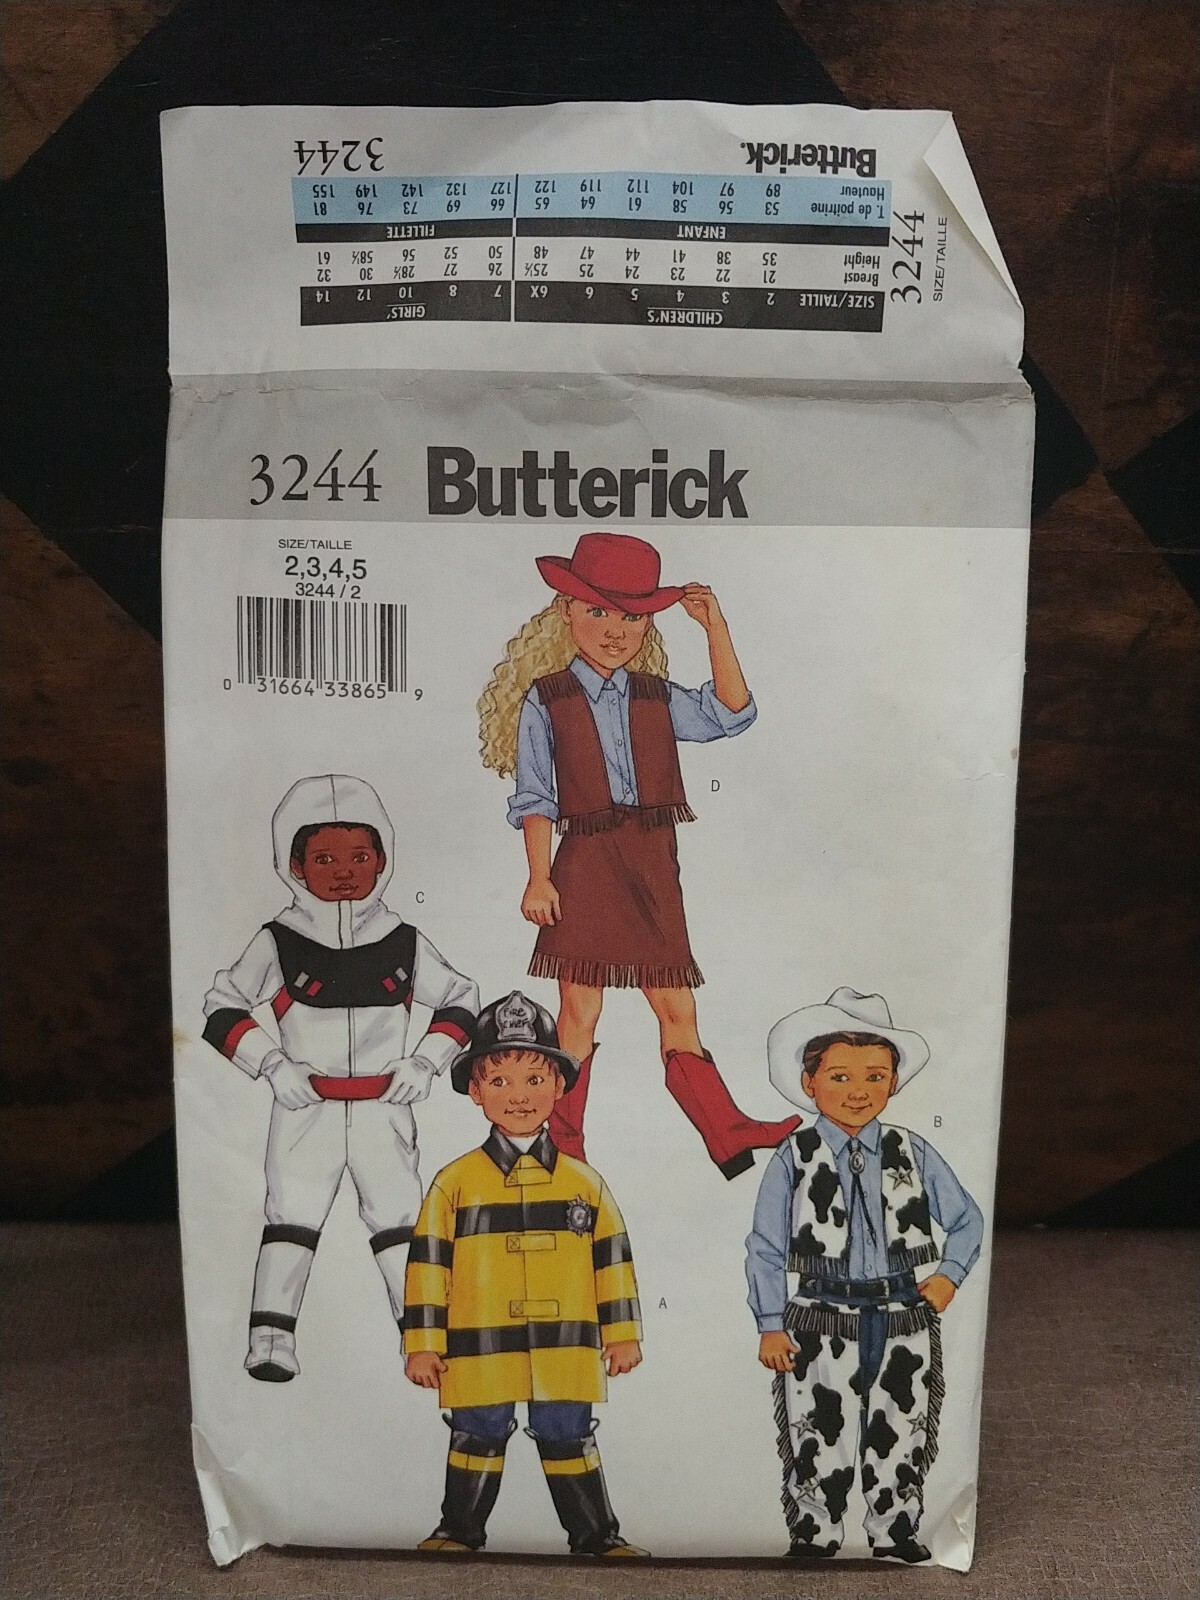 CHILDREN'S GIRLS'
SIZE/TAILLE 2 3 4 5 6 6X 7 8 10 12 14
Breast 21 22 23 24 25 25½ 26 27 28½ 30 32
Height 35 38 41 44 47 48 50 52 56 58½ 61
ENFANT FILLETTE
T. de poitrine 53 56 58 61 64 65 66 69 73 76 81
Hauteur 89 97 104 112 119 122 127 132 142 149 155
Butterick. 3244
3244
SIZE/TAILLE
3244 Butterick
SIZE/TAILLE
2,3,4,5
3244 / 2
0 31664 33865 9
D
C
FIRE
CHIEF
B
A